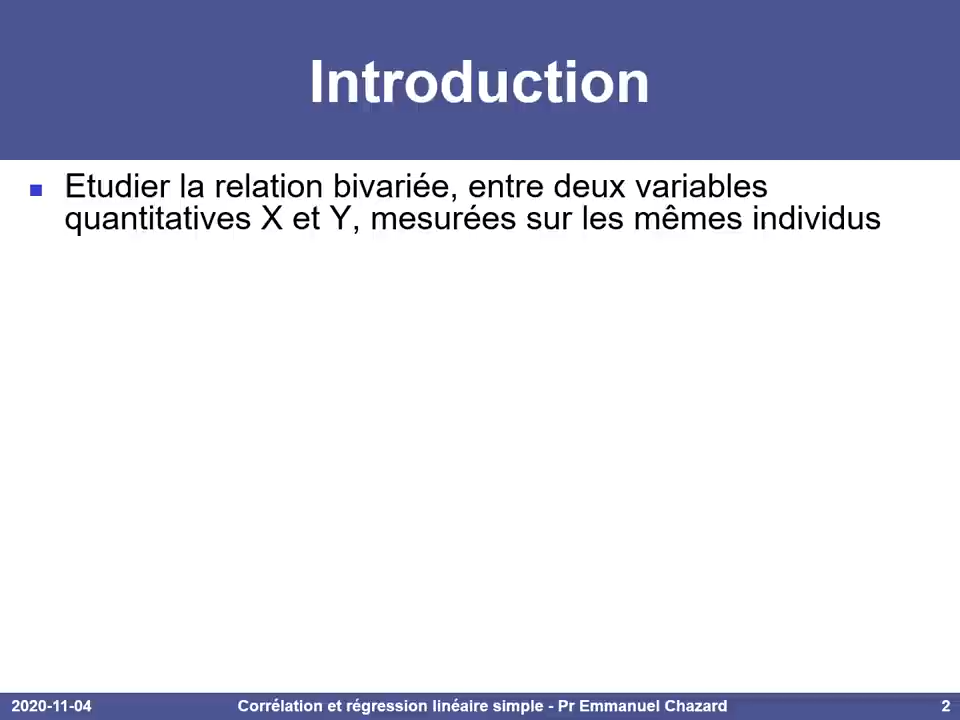 Introduction
Etudier la relation bivariée, entre deux variables
quantitatives X et Y, mesurées sur les mêmes individus
2020-11-04
Corrélation et régression linéaire simple - Pr Emmanuel Chazard
2